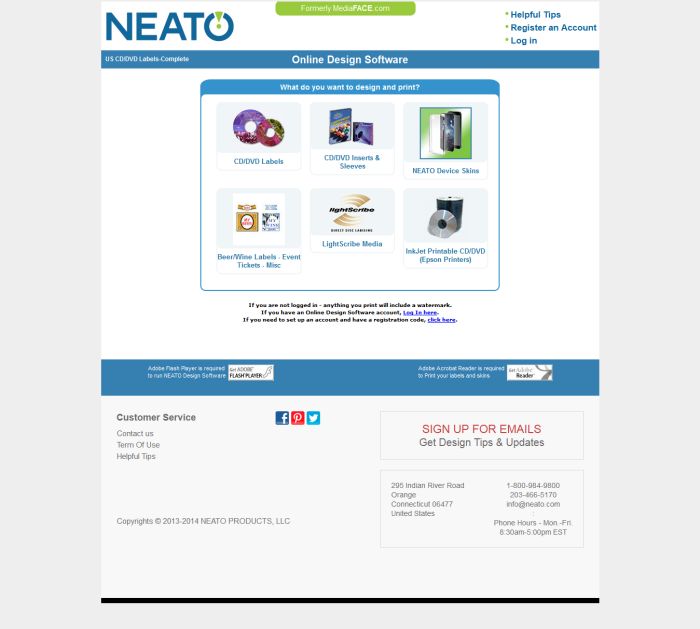 Formerly MediaFACE.com
NEATO
Helpful Tips
Register an Account
Log in
US CD/DVD Labels-Complete
Online Design Software
What do you want to design and print?
CD/DVD Labels
CD/DVD Inserts &
Sleeves
NEATO Device Skins
lightScribe
DIRECT DISC LABELING
Beer/Wine Labels - Event
Tickets - Misc
LightScribe Media
InkJet Printable CD/DVD
(Epson Printers)
If you are not logged in - anything you print will include a watermark.
If you have an Online Design Software account, Log In here.
If you need to set up an account and have a registration code, click here.
Adobe Flash Player is required
to run NEATO Design Software
Get ADOBE
FLASH PLAYER
Adobe Acrobat Reader is required
to Print your labels and skins
Get Adobe
Reader
Customer Service
Contact us
Term Of Use
Helpful Tips
SIGN UP FOR EMAILS
Get Design Tips & Updates
295 Indian River Road
Orange
Connecticut 06477
United States
1-800-984-9800
203-466-5170
info@neato.com
:
Phone Hours - Mon -Fri.
8:30am-5:00pm EST
Copyrights © 2013-2014 NEATO PRODUCTS, LLC